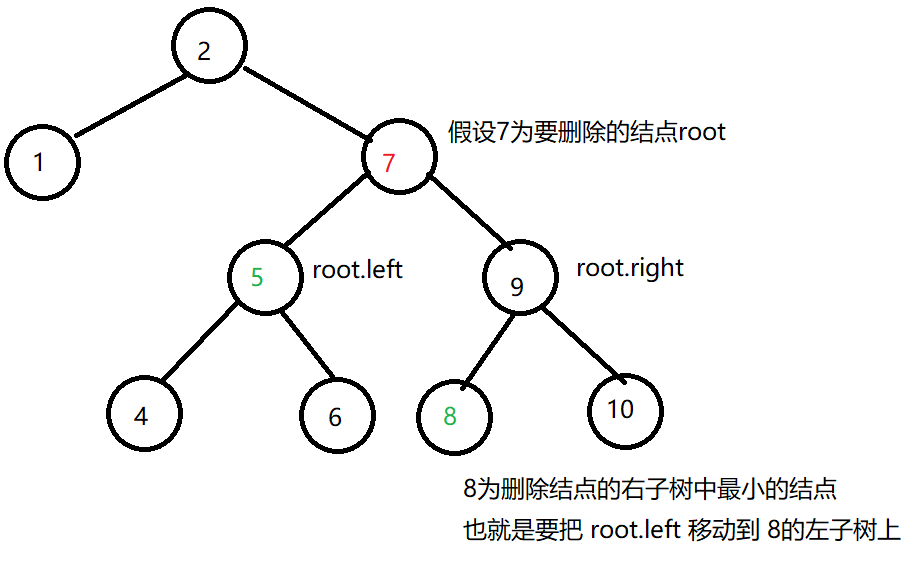 2
假设7为要删除的结点root
1
7
5
root.left
9
root.right
4
6
8
10
8为删除结点的右子树中最小的结点
也就是要把 root.left 移动到 8的左子树上